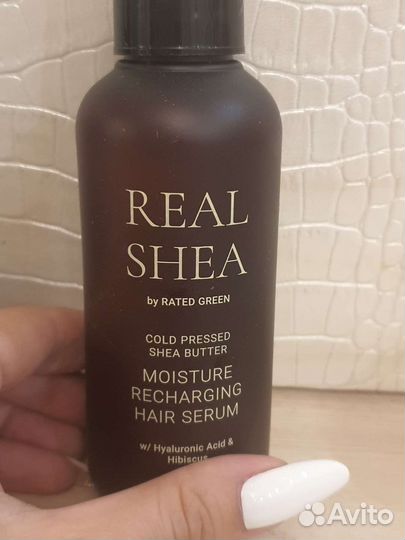 REAL
SHEA
by RATED GREEN
COLD PRESSED
SHEA BUTTER
MOISTURE
RECHARGING
HAIR SERUM
w/ Hyaluronic Acid &
Hibiscus
Avito